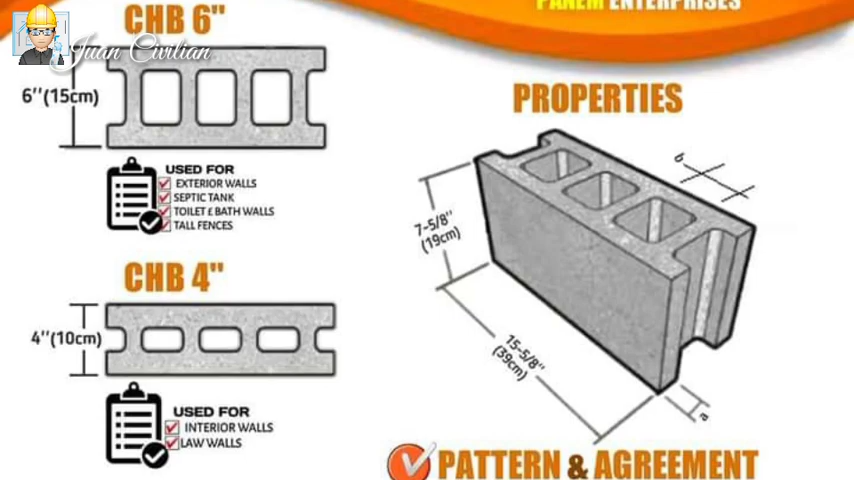 PANEM ENTERPRISES
CHB 6"
Juan Civilian
6"(15cm)
USED FOR
EXTERIOR WALLS
SEPTIC TANK
TOILET & BATH WALLS
TALL FENCES
CHB 4"
4"(10cm)
USED FOR
INTERIOR WALLS
LAW WALLS
PROPERTIES
b
7-5/8"
(19cm)
15-5/8"
(39cm)
a
PATTERN & AGREEMENT